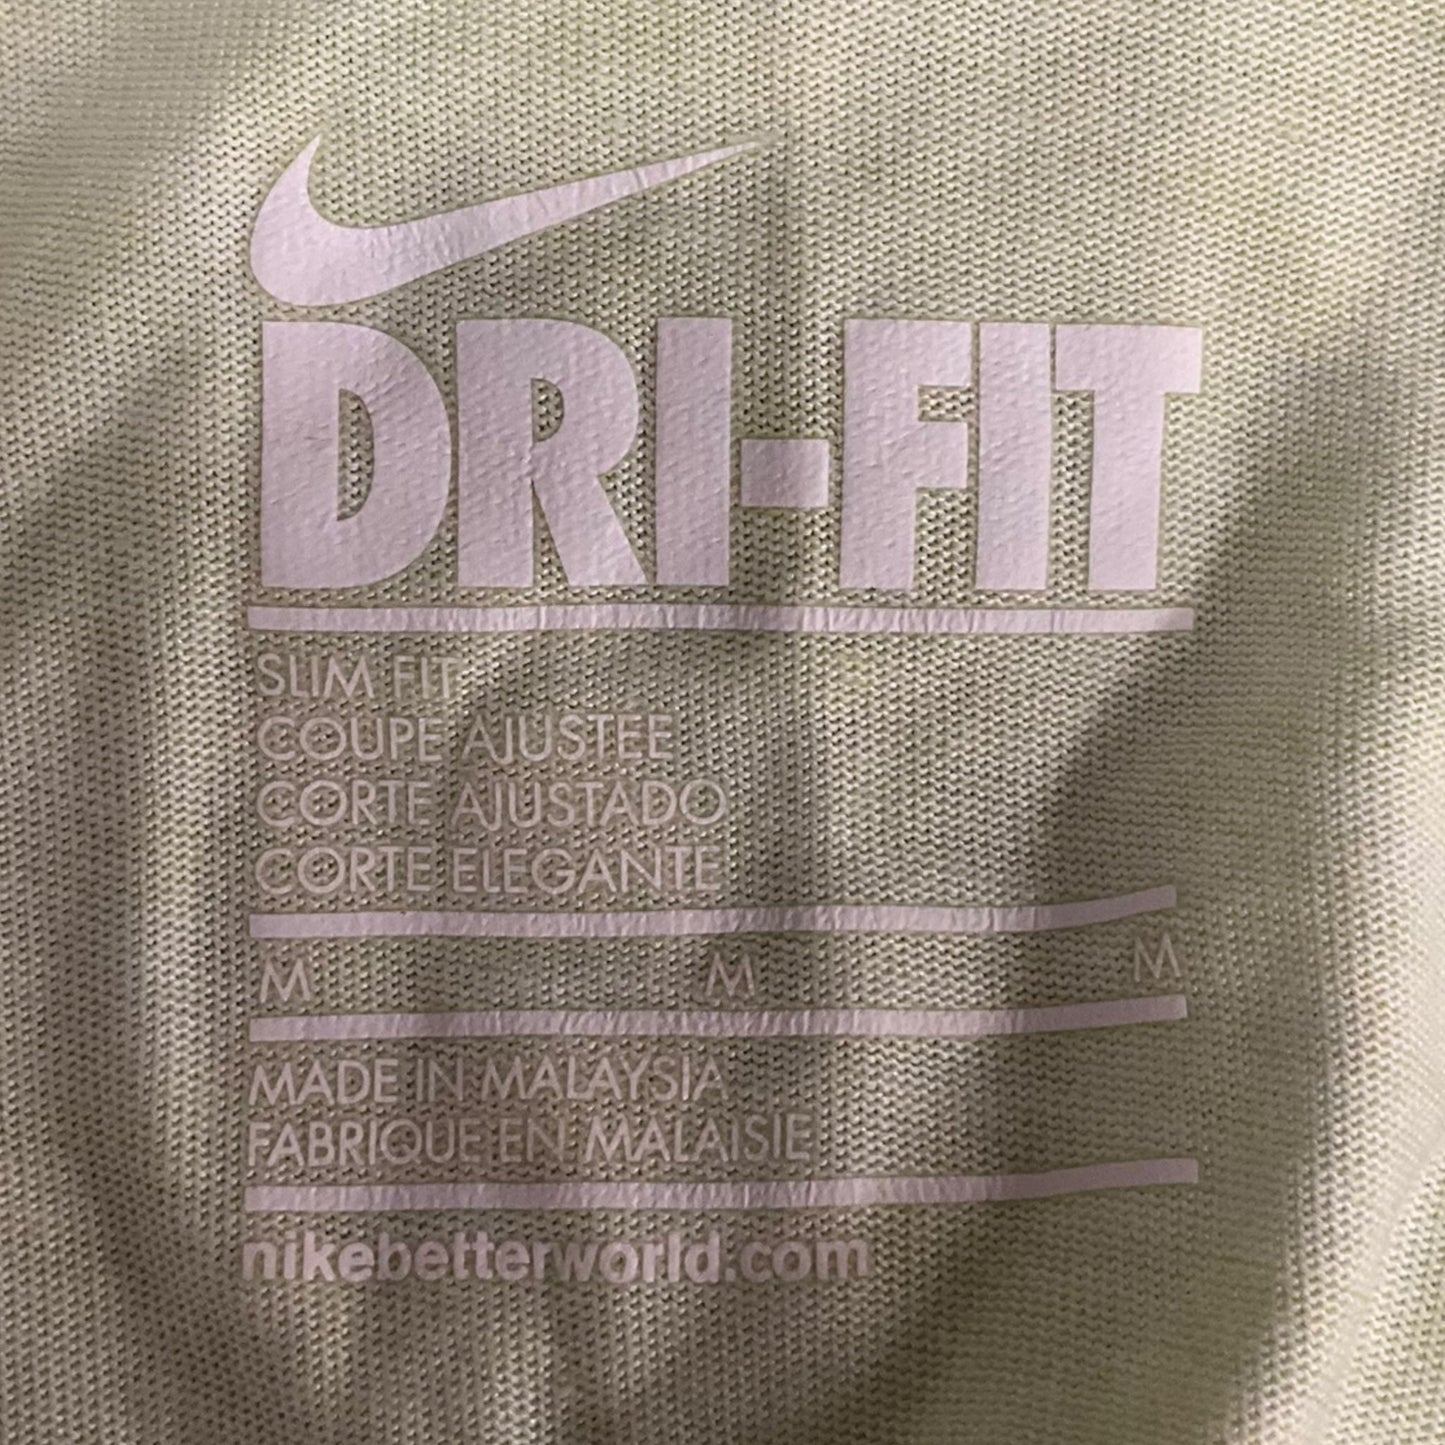 DRI-FIT
SLIM FIT
COUPE AJUSTEE
CORTE AJUSTADO
CORTE ELEGANTE
M M M
MADE IN MALAYSIA
FABRIQUE EN MALAISIE
nikebetterworld.com